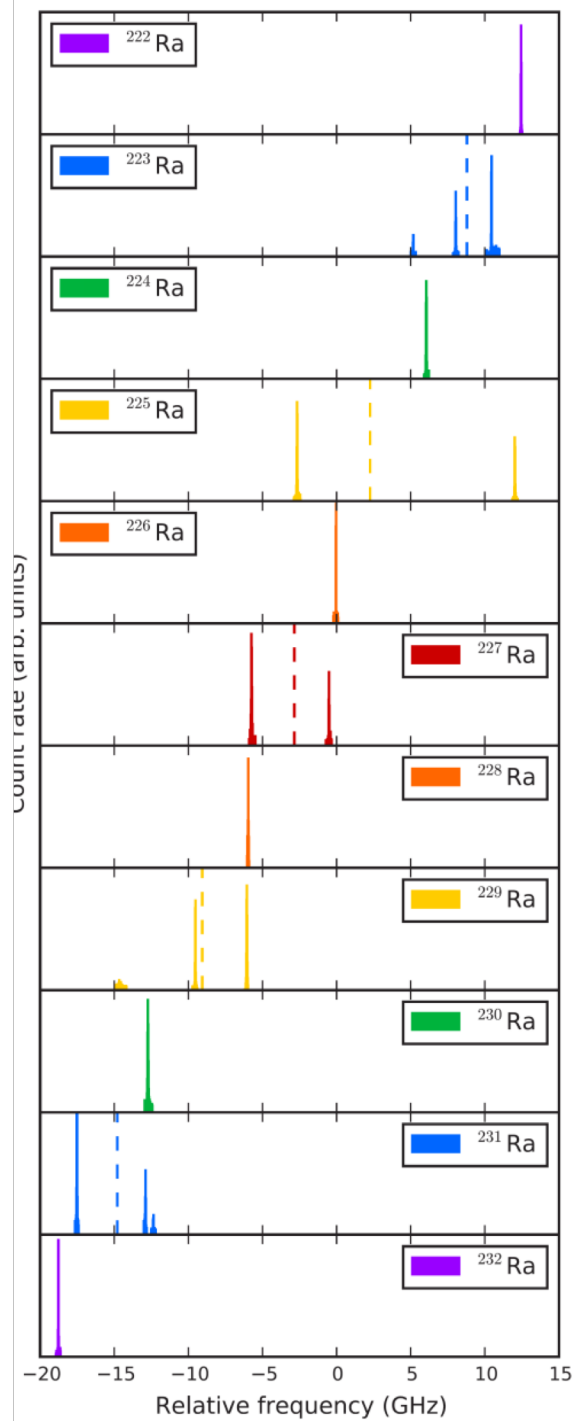 ²²²Ra
²²³Ra
²²⁴Ra
²²⁵Ra
²²⁶Ra
²²⁷Ra
²²⁸Ra
²²⁹Ra
²³⁰Ra
²³¹Ra
²³²Ra
Count rate (arb. units)
−20 −15 −10 −5 0 5 10 15
Relative frequency (GHz)